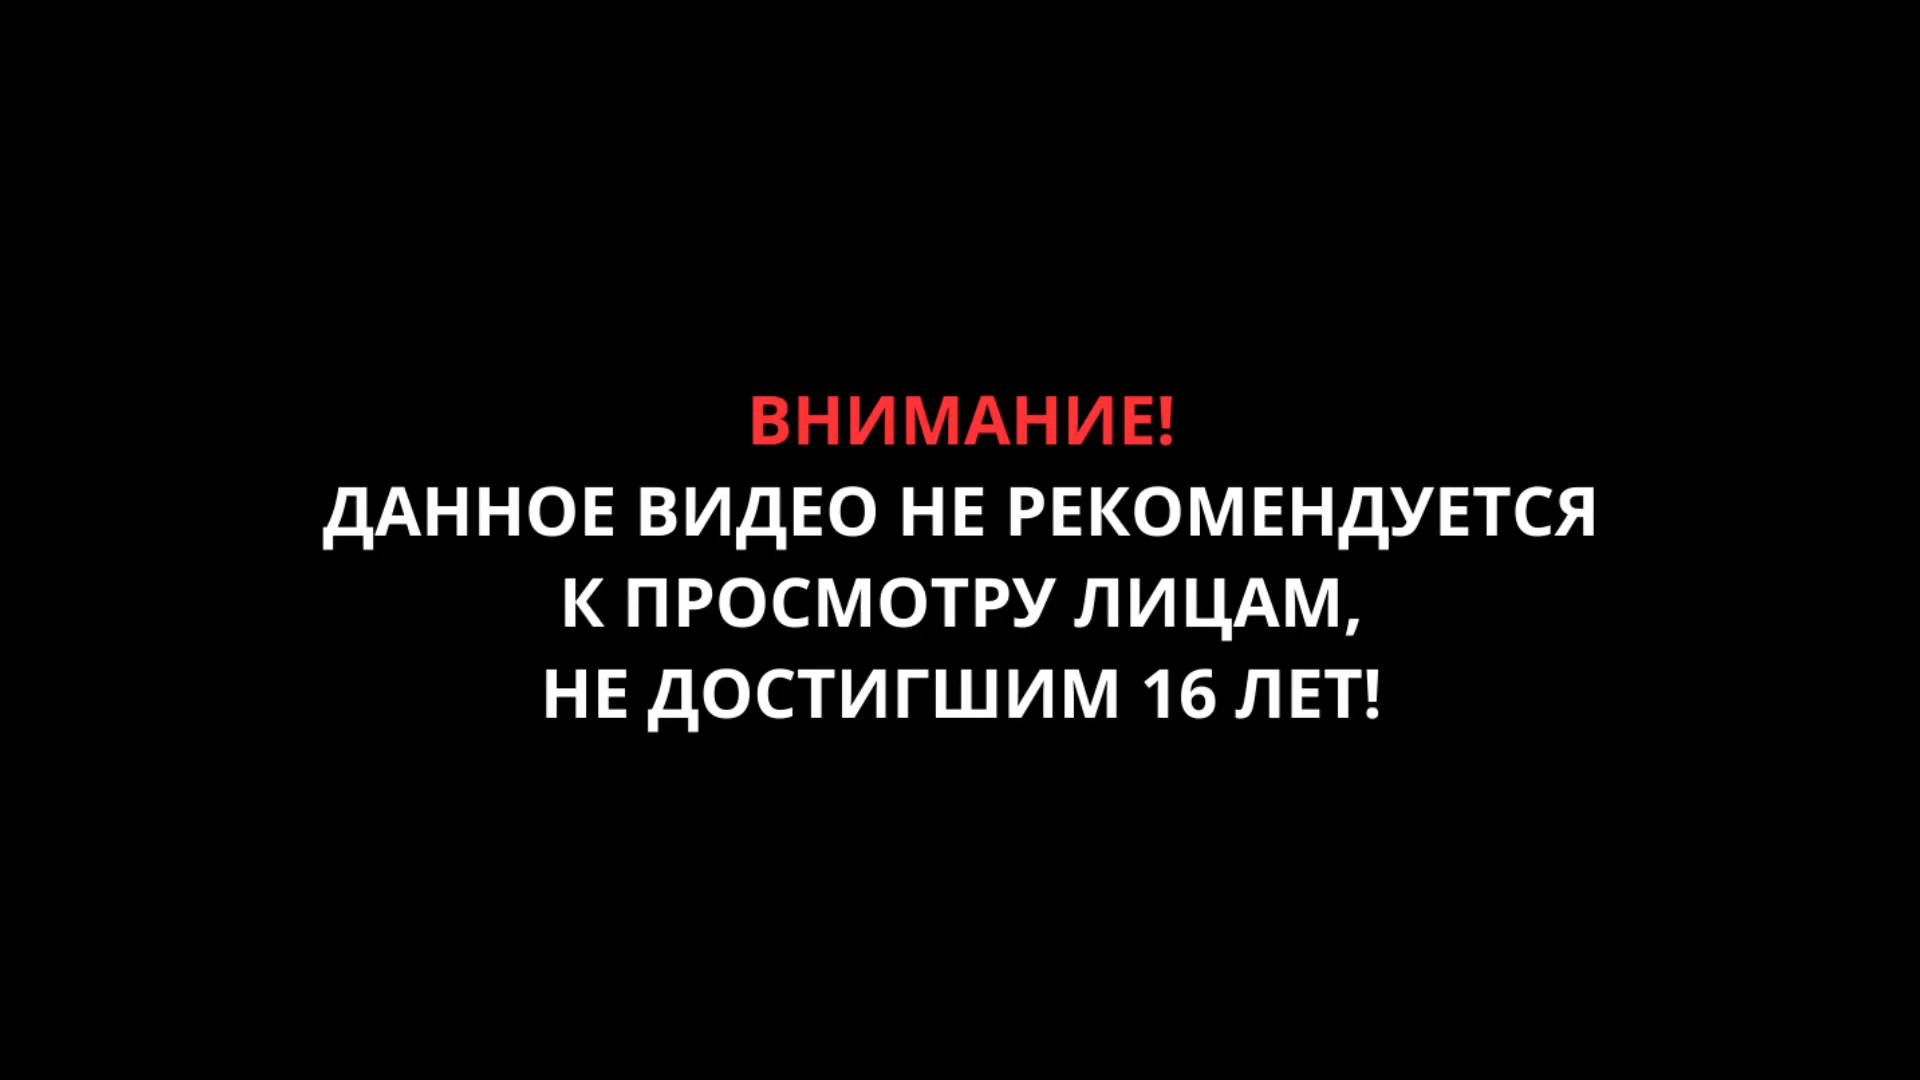 ВНИМАНИЕ!
ДАННОЕ ВИДЕО НЕ РЕКОМЕНДУЕТСЯ
К ПРОСМОТРУ ЛИЦАМ,
НЕ ДОСТИГШИМ 16 ЛЕТ!